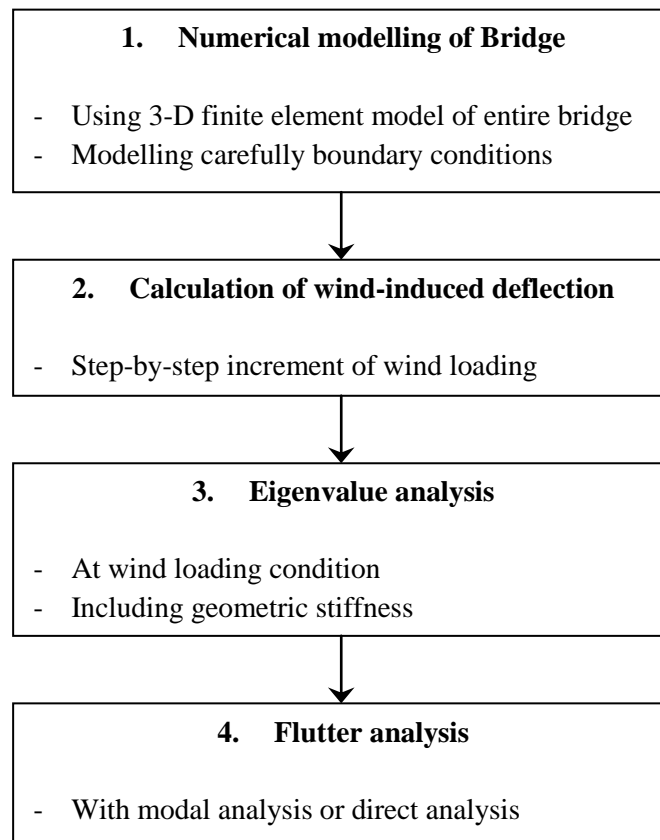 1. Numerical modelling of Bridge
- Using 3-D finite element model of entire bridge
- Modelling carefully boundary conditions
2. Calculation of wind-induced deflection
- Step-by-step increment of wind loading
3. Eigenvalue analysis
- At wind loading condition
- Including geometric stiffness
4. Flutter analysis
- With modal analysis or direct analysis